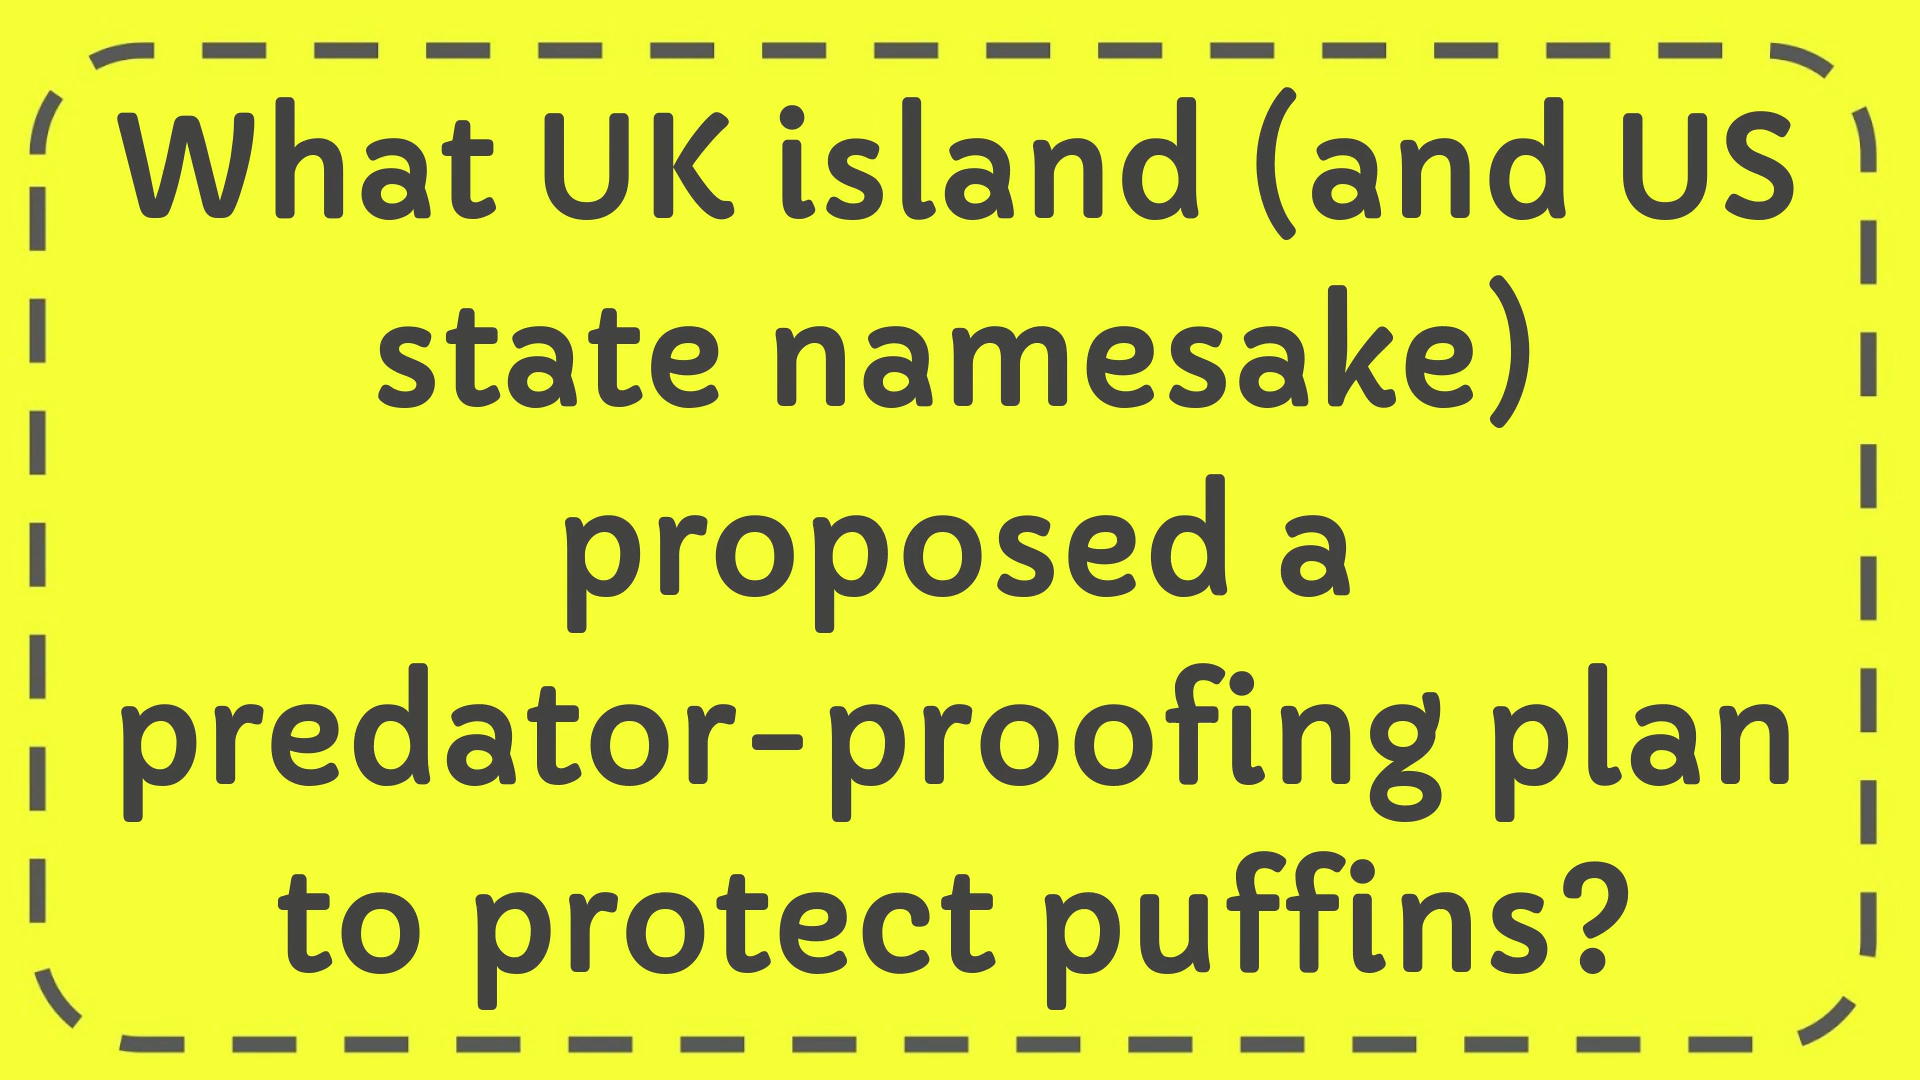 What UK island (and US
state namesake)
proposed a
predator-proofing plan
to protect puffins?